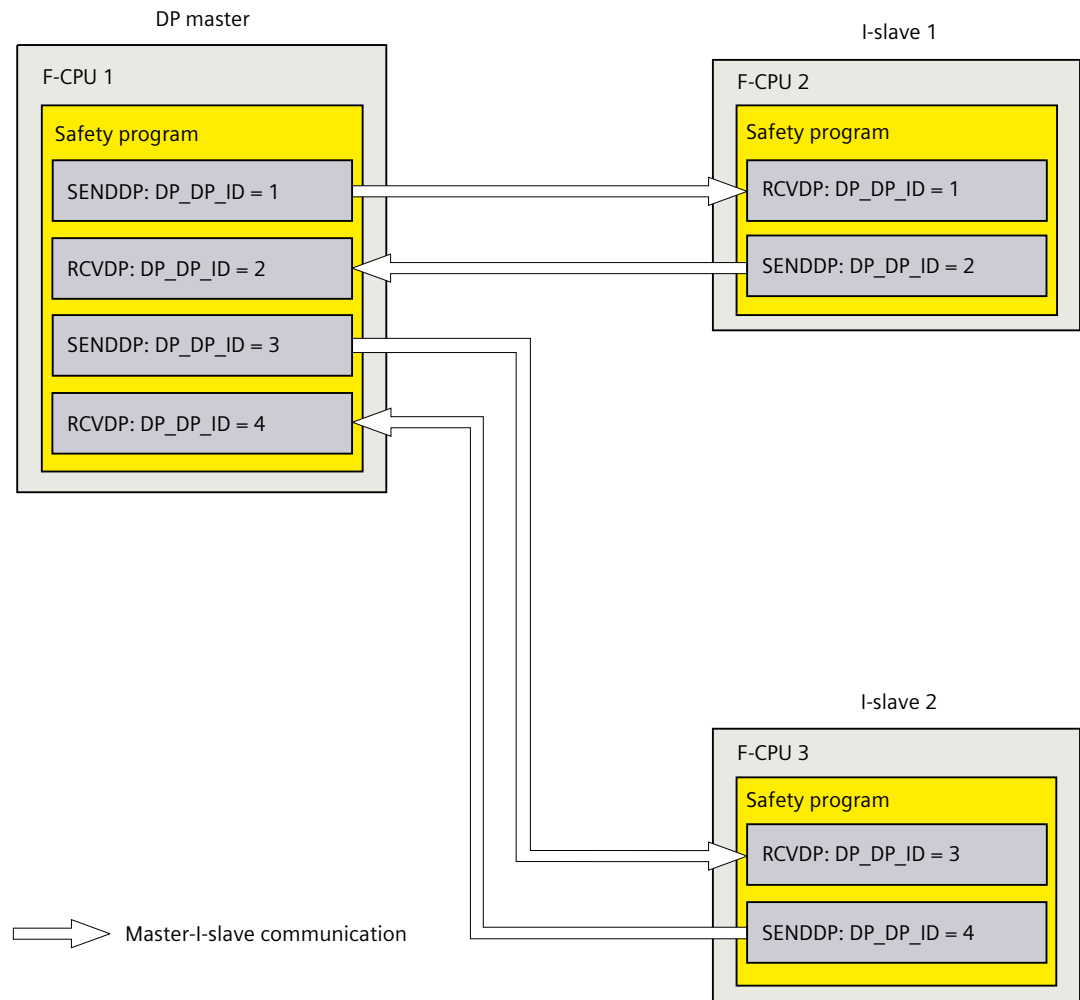 DP master
F-CPU 1
Safety program
SENDDP: DP_DP_ID = 1
RCVDP: DP_DP_ID = 2
SENDDP: DP_DP_ID = 3
RCVDP: DP_DP_ID = 4
I-slave 1
F-CPU 2
Safety program
RCVDP: DP_DP_ID = 1
SENDDP: DP_DP_ID = 2
I-slave 2
F-CPU 3
Safety program
RCVDP: DP_DP_ID = 3
SENDDP: DP_DP_ID = 4
Master-I-slave communication